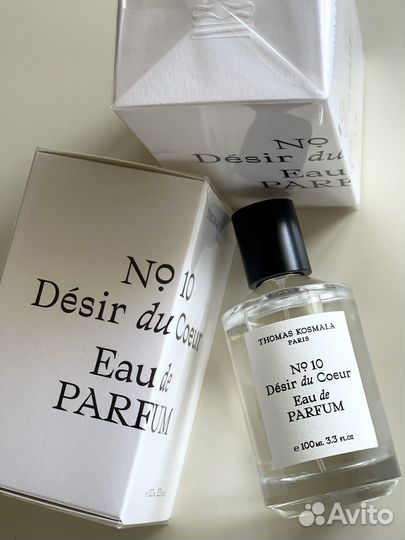 Nº 10
Désir du
Eau de
PARFUM
THOMAS
Nº 10
Désir du Coeur
Eau de
PARFUM
THOMAS KOSMALA
PARIS
Nº 10
Désir du Coeur
Eau de
PARFUM
e 100ML 3.3 fl.oz
Avito